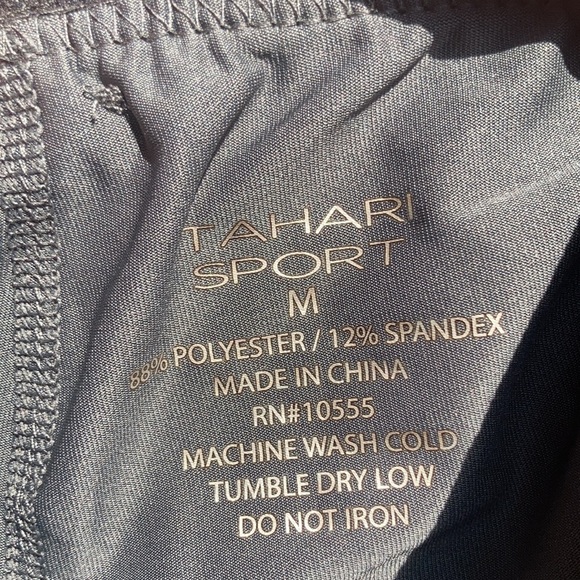 TAHARI
SPORT
M
88% POLYESTER / 12% SPANDEX
MADE IN CHINA
RN#10555
MACHINE WASH COLD
TUMBLE DRY LOW
DO NOT IRON